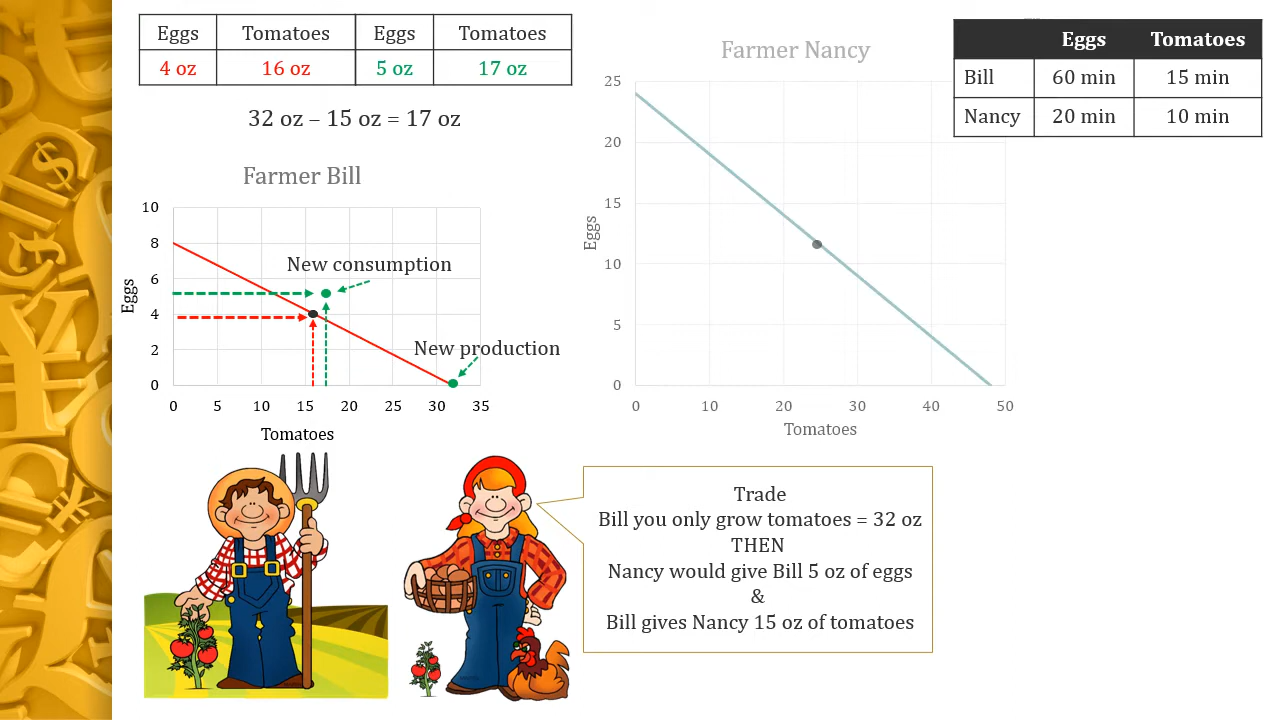 Eggs Tomatoes Eggs Tomatoes
4 oz 16 oz 5 oz 17 oz
32 oz – 15 oz = 17 oz
Farmer Bill
10
8
6
4
2
0
Eggs
0 5 10 15 20 25 30 35
Tomatoes
New consumption
New production
Farmer Nancy
25
20
15
10
5
0
Eggs
0 10 20 30 40 50
Tomatoes
Eggs Tomatoes
Bill 60 min 15 min
Nancy 20 min 10 min
Trade
Bill you only grow tomatoes = 32 oz
THEN
Nancy would give Bill 5 oz of eggs
&
Bill gives Nancy 15 oz of tomatoes